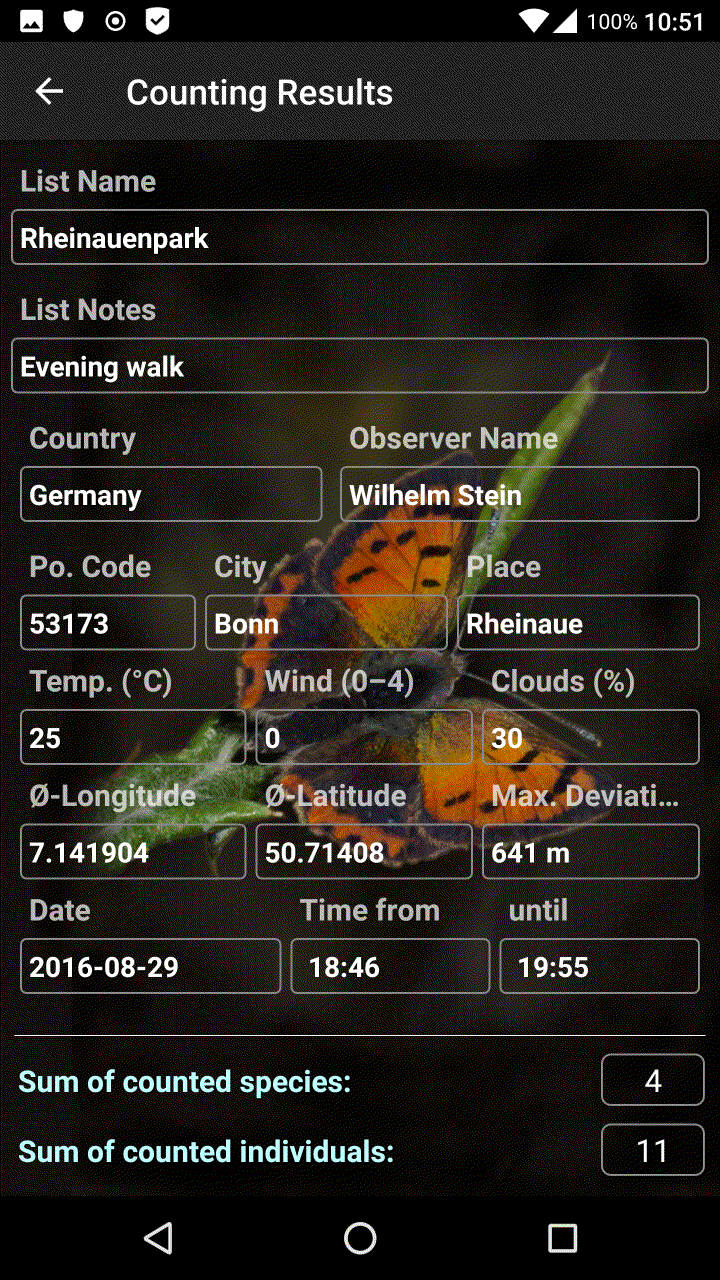 100% 10:51
Counting Results
List Name
Rheinauenpark
List Notes
Evening walk
Country Observer Name
Germany Wilhelm Stein
Po. Code City Place
53173 Bonn Rheinaue
Temp. (°C) Wind (0–4) Clouds (%)
25 0 30
Ø-Longitude Ø-Latitude Max. Deviati...
7.141904 50.71408 641 m
Date Time from until
2016-08-29 18:46 19:55
Sum of counted species: 4
Sum of counted individuals: 11